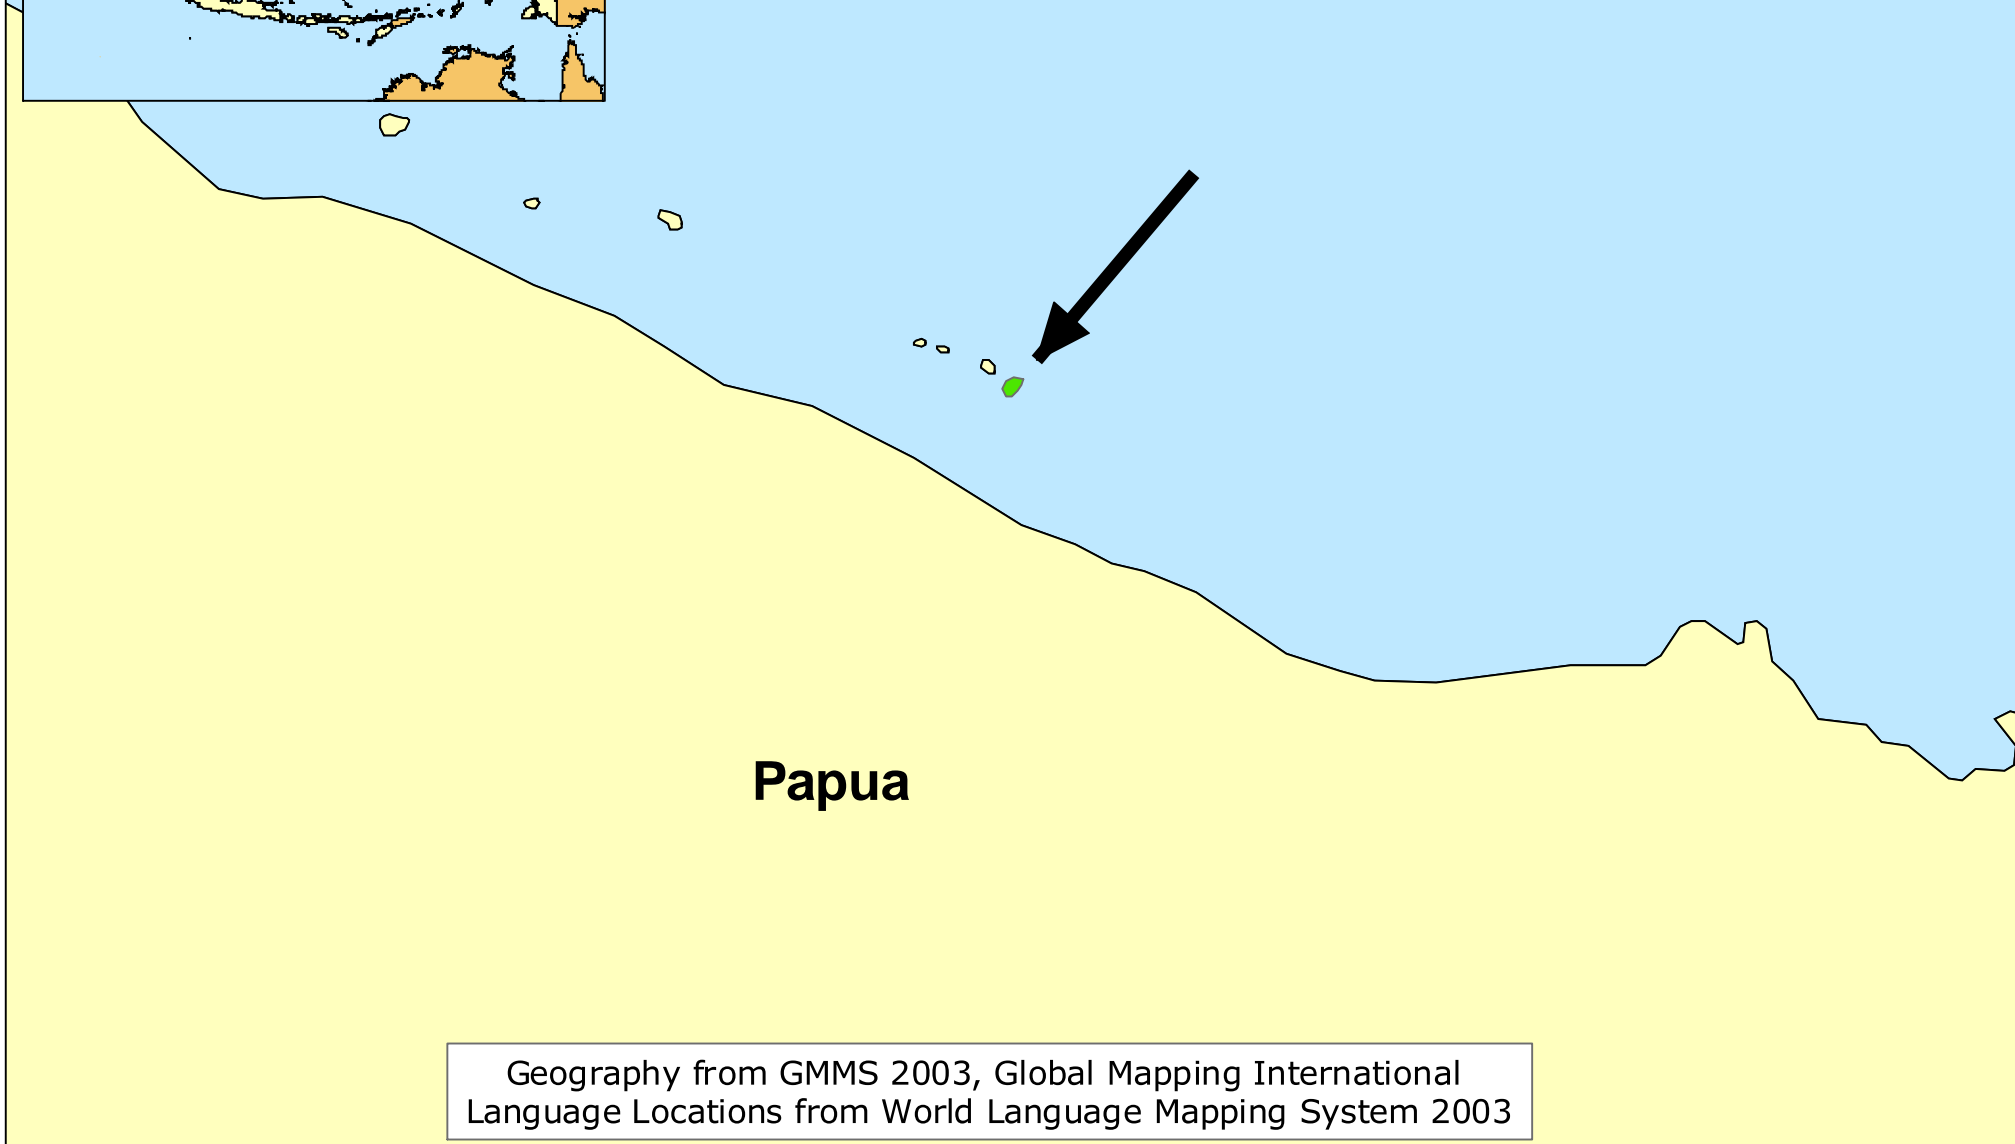 Papua
Geography from GMMS 2003, Global Mapping International
Language Locations from World Language Mapping System 2003